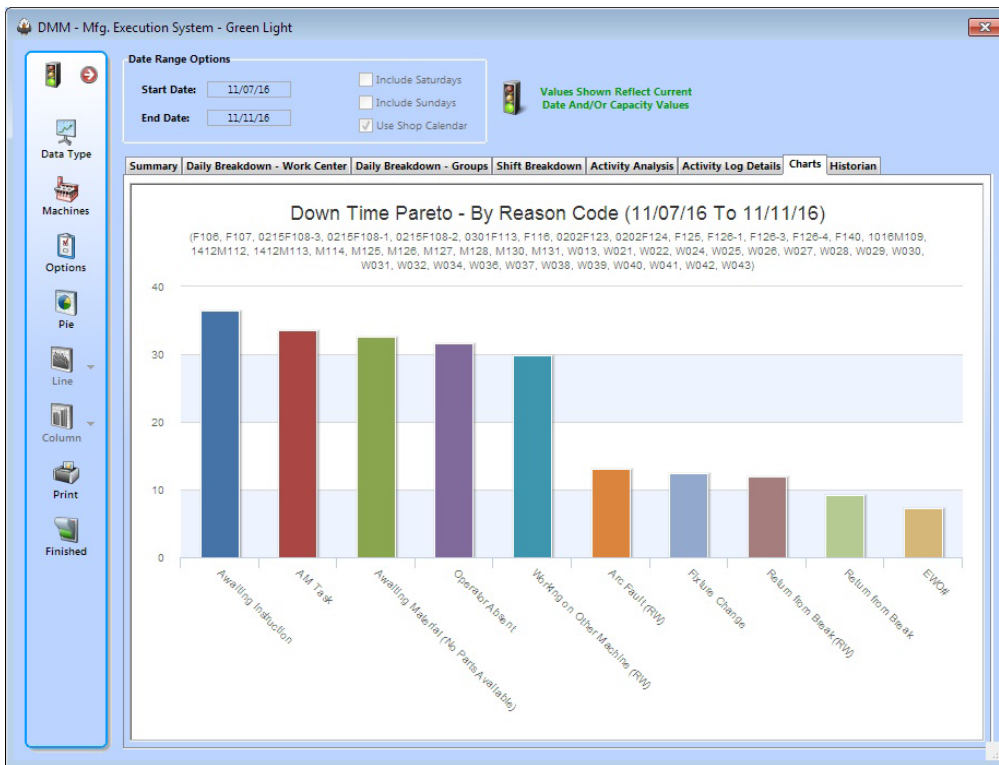 DMM - Mfg. Execution System - Green Light
Data Type
Machines
Options
Pie
Line
Column
Print
Finished
Date Range Options
Start Date: 11/07/16
End Date: 11/11/16
Include Saturdays
Include Sundays
Use Shop Calendar
Values Shown Reflect Current
Date And/Or Capacity Values
Summary Daily Breakdown - Work Center Daily Breakdown - Groups Shift Breakdown Activity Analysis Activity Log Details Charts Historian
Down Time Pareto - By Reason Code (11/07/16 To 11/11/16)
(F106, F107, 0215F108-3, 0215F108-1, 0215F108-2, 0301F113, F116, 0202F123, 0202F124, F125, F126-1, F126-3, F126-4, F140, 1016M109,
1412M112, 1412M113, M114, M125, M126, M127, M128, M130, M131, W013, W021, W022, W024, W025, W026, W027, W028, W029, W030,
W031, W032, W034, W036, W037, W038, W039, W040, W041, W042, W043)
40
30
20
10
0
Awaiting Instruction
AM Task
Awaiting Material (No Parts Available)
Operator Absent
Working on Other Machine (RW)
Arc Fault (RW)
Fixture Change
Return from Break (RW)
Return from Break
EWO#